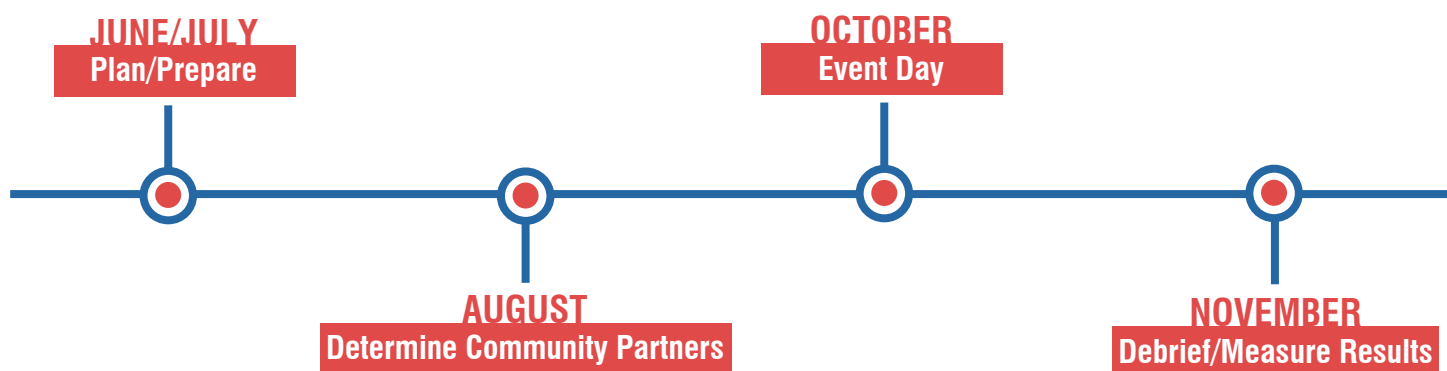 JUNE/JULY
Plan/Prepare
AUGUST
Determine Community Partners
OCTOBER
Event Day
NOVEMBER
Debrief/Measure Results